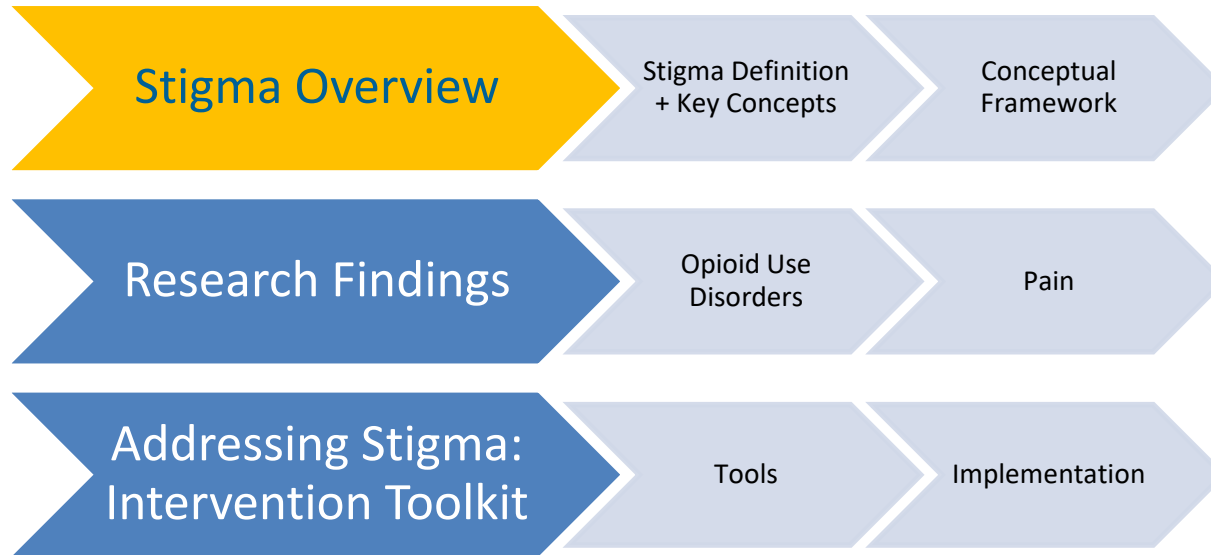 Stigma Overview
Stigma Definition
+ Key Concepts
Conceptual
Framework
Research Findings
Opioid Use
Disorders
Pain
Addressing Stigma:
Intervention Toolkit
Tools
Implementation